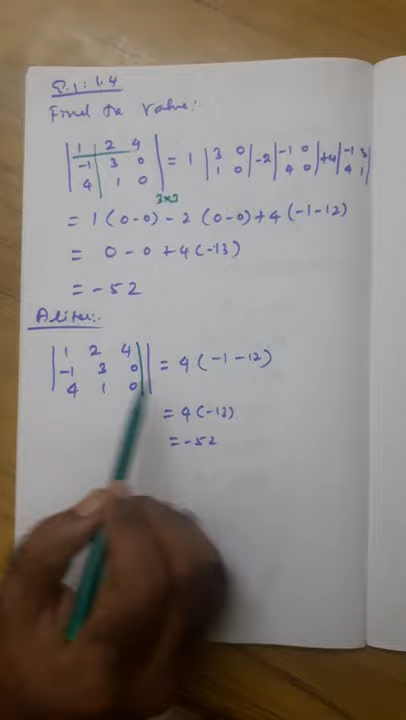 Q.1: 1.4
Find the value:-
| 1 2 4 |
| -1 3 0 | = 1 | 3 0 | -2 | -1 0 | +4 | -1 3 |
| 4 1 0 | | 1 0 | | 4 0 | | 4 1 |
3x3
= 1 (0-0) - 2 (0-0) + 4 (-1-12)
= 0 - 0 + 4(-13)
= -52
Aliter:-
| 1 2 4 |
| -1 3 0 | = 4 (-1-12)
| 4 1 0 |
= 4 (-13)
= -52